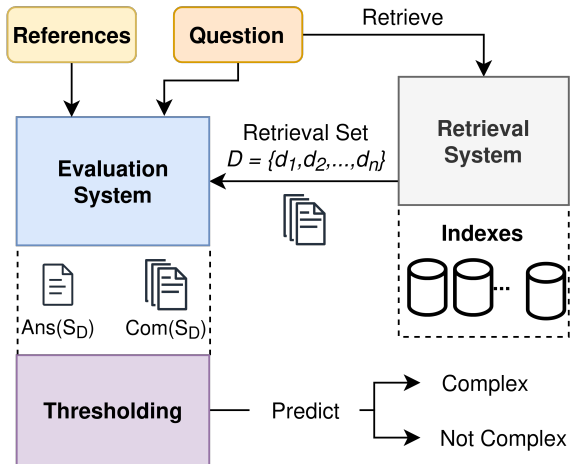 References
Question
Retrieve
Retrieval
System
Retrieval Set
D = {d1,d2,...,dn}
Evaluation
System
Indexes
...
Ans(SD)
Com(SD)
Thresholding
Predict
Complex
Not Complex